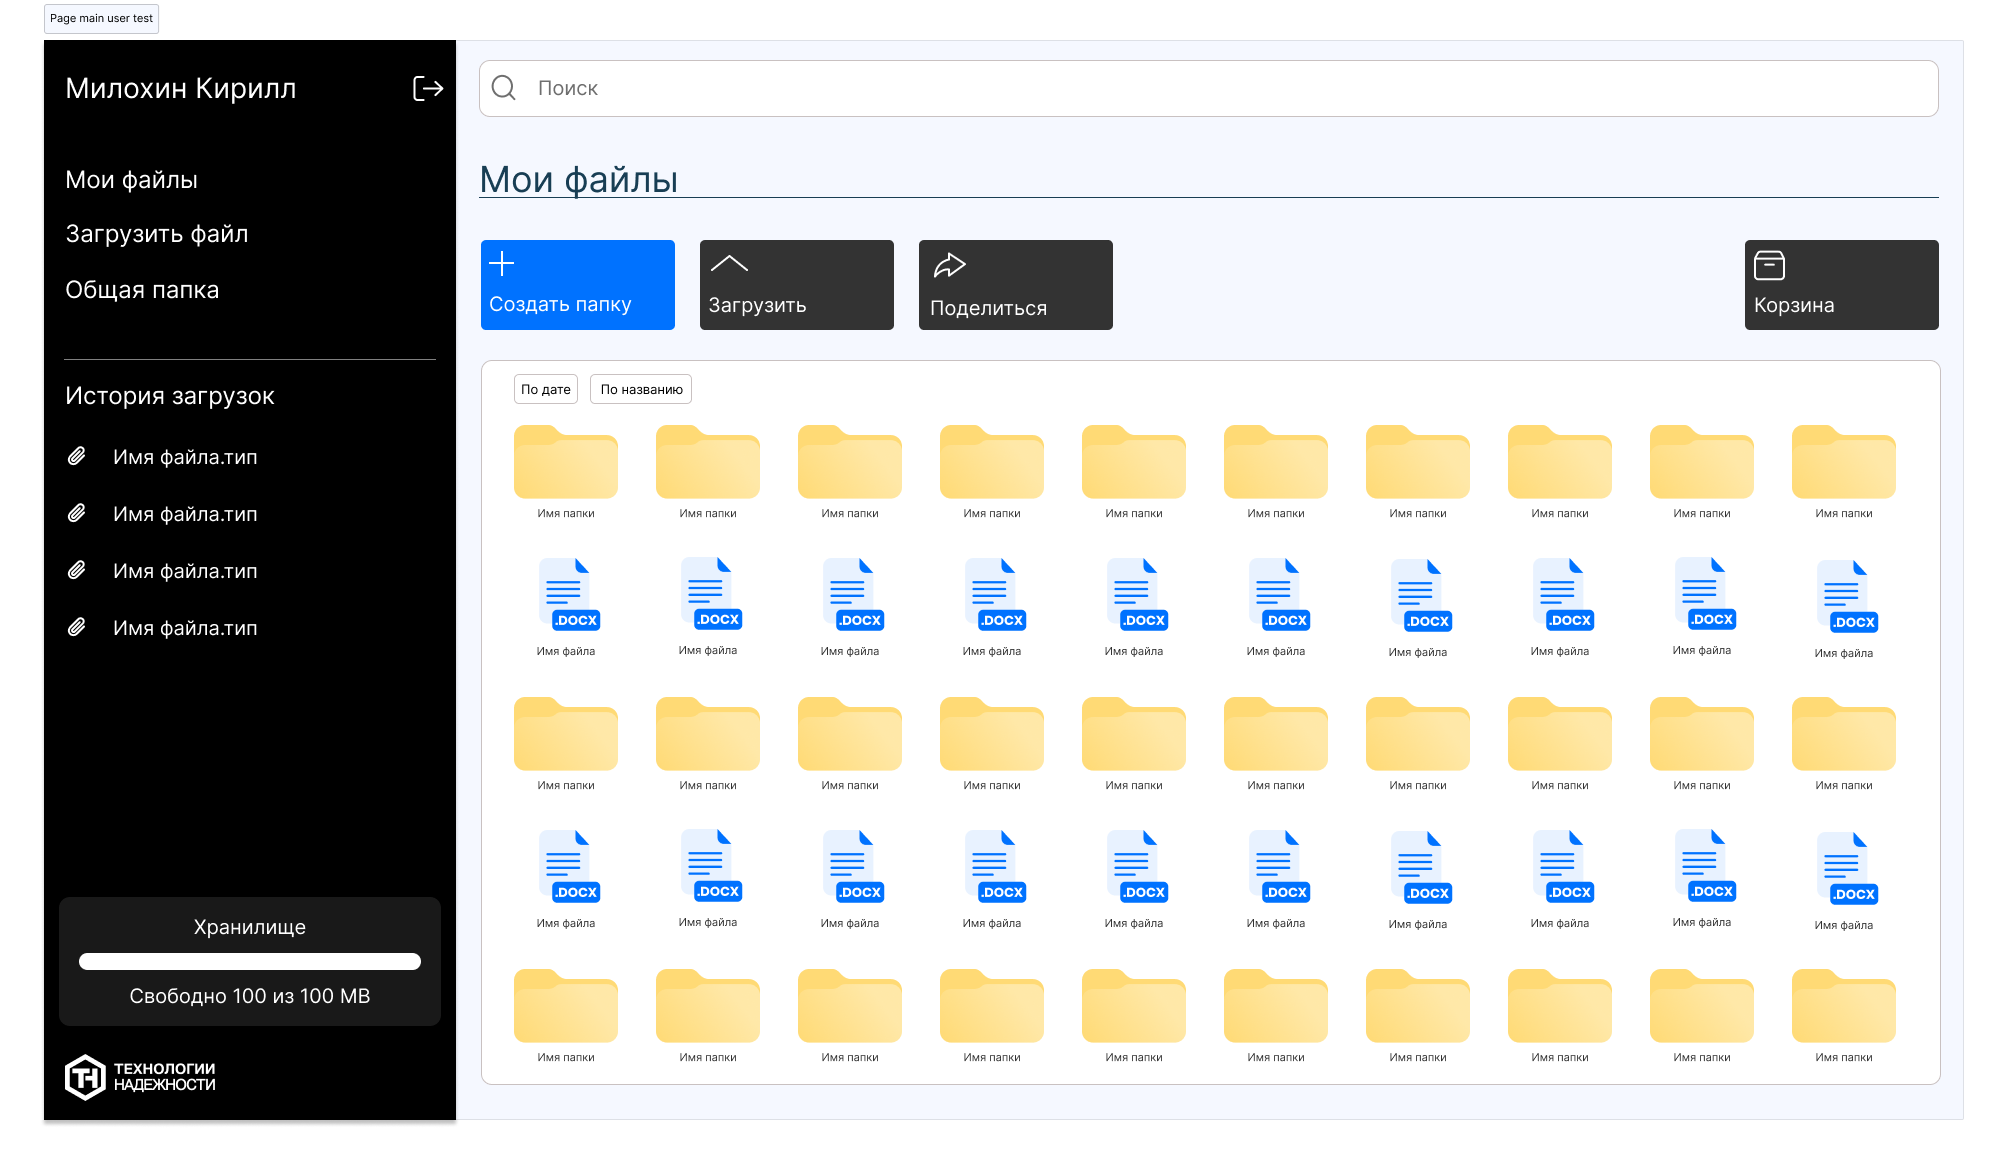 Page main user test
Милохин Кирилл
Мои файлы
Загрузить файл
Общая папка
История загрузок
Имя файла.тип
Имя файла.тип
Имя файла.тип
Имя файла.тип
Хранилище
Свободно 100 из 100 MB
ТЕХНОЛОГИИ
НАДЕЖНОСТИ
Поиск
Мои файлы
Создать папку
Загрузить
Поделиться
Корзина
По дате По названию
Имя папки Имя папки Имя папки Имя папки Имя папки Имя папки Имя папки Имя папки Имя папки Имя папки
.DOCX .DOCX .DOCX .DOCX .DOCX .DOCX .DOCX .DOCX .DOCX .DOCX
Имя файла Имя файла Имя файла Имя файла Имя файла Имя файла Имя файла Имя файла Имя файла Имя файла
Имя папки Имя папки Имя папки Имя папки Имя папки Имя папки Имя папки Имя папки Имя папки Имя папки
.DOCX .DOCX .DOCX .DOCX .DOCX .DOCX .DOCX .DOCX .DOCX .DOCX
Имя файла Имя файла Имя файла Имя файла Имя файла Имя файла Имя файла Имя файла Имя файла Имя файла
Имя папки Имя папки Имя папки Имя папки Имя папки Имя папки Имя папки Имя папки Имя папки Имя папки